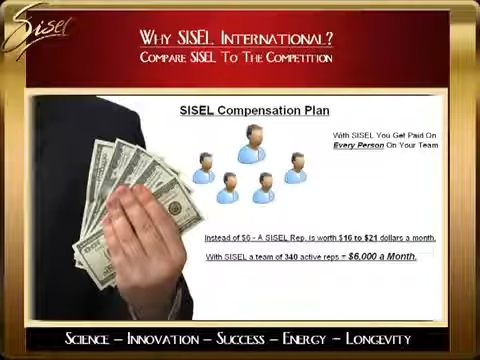 Sisel
Why SISEL International?
Compare SISEL To The Competition
SISEL Compensation Plan
With SISEL You Get Paid On
Every Person On Your Team
Instead of $6 - A SISEL Rep. is worth $16 to $21 dollars a month.
With SISEL a team of 340 active reps = $6,000 a Month.
Science – Innovation – Success – Energy – Longevity